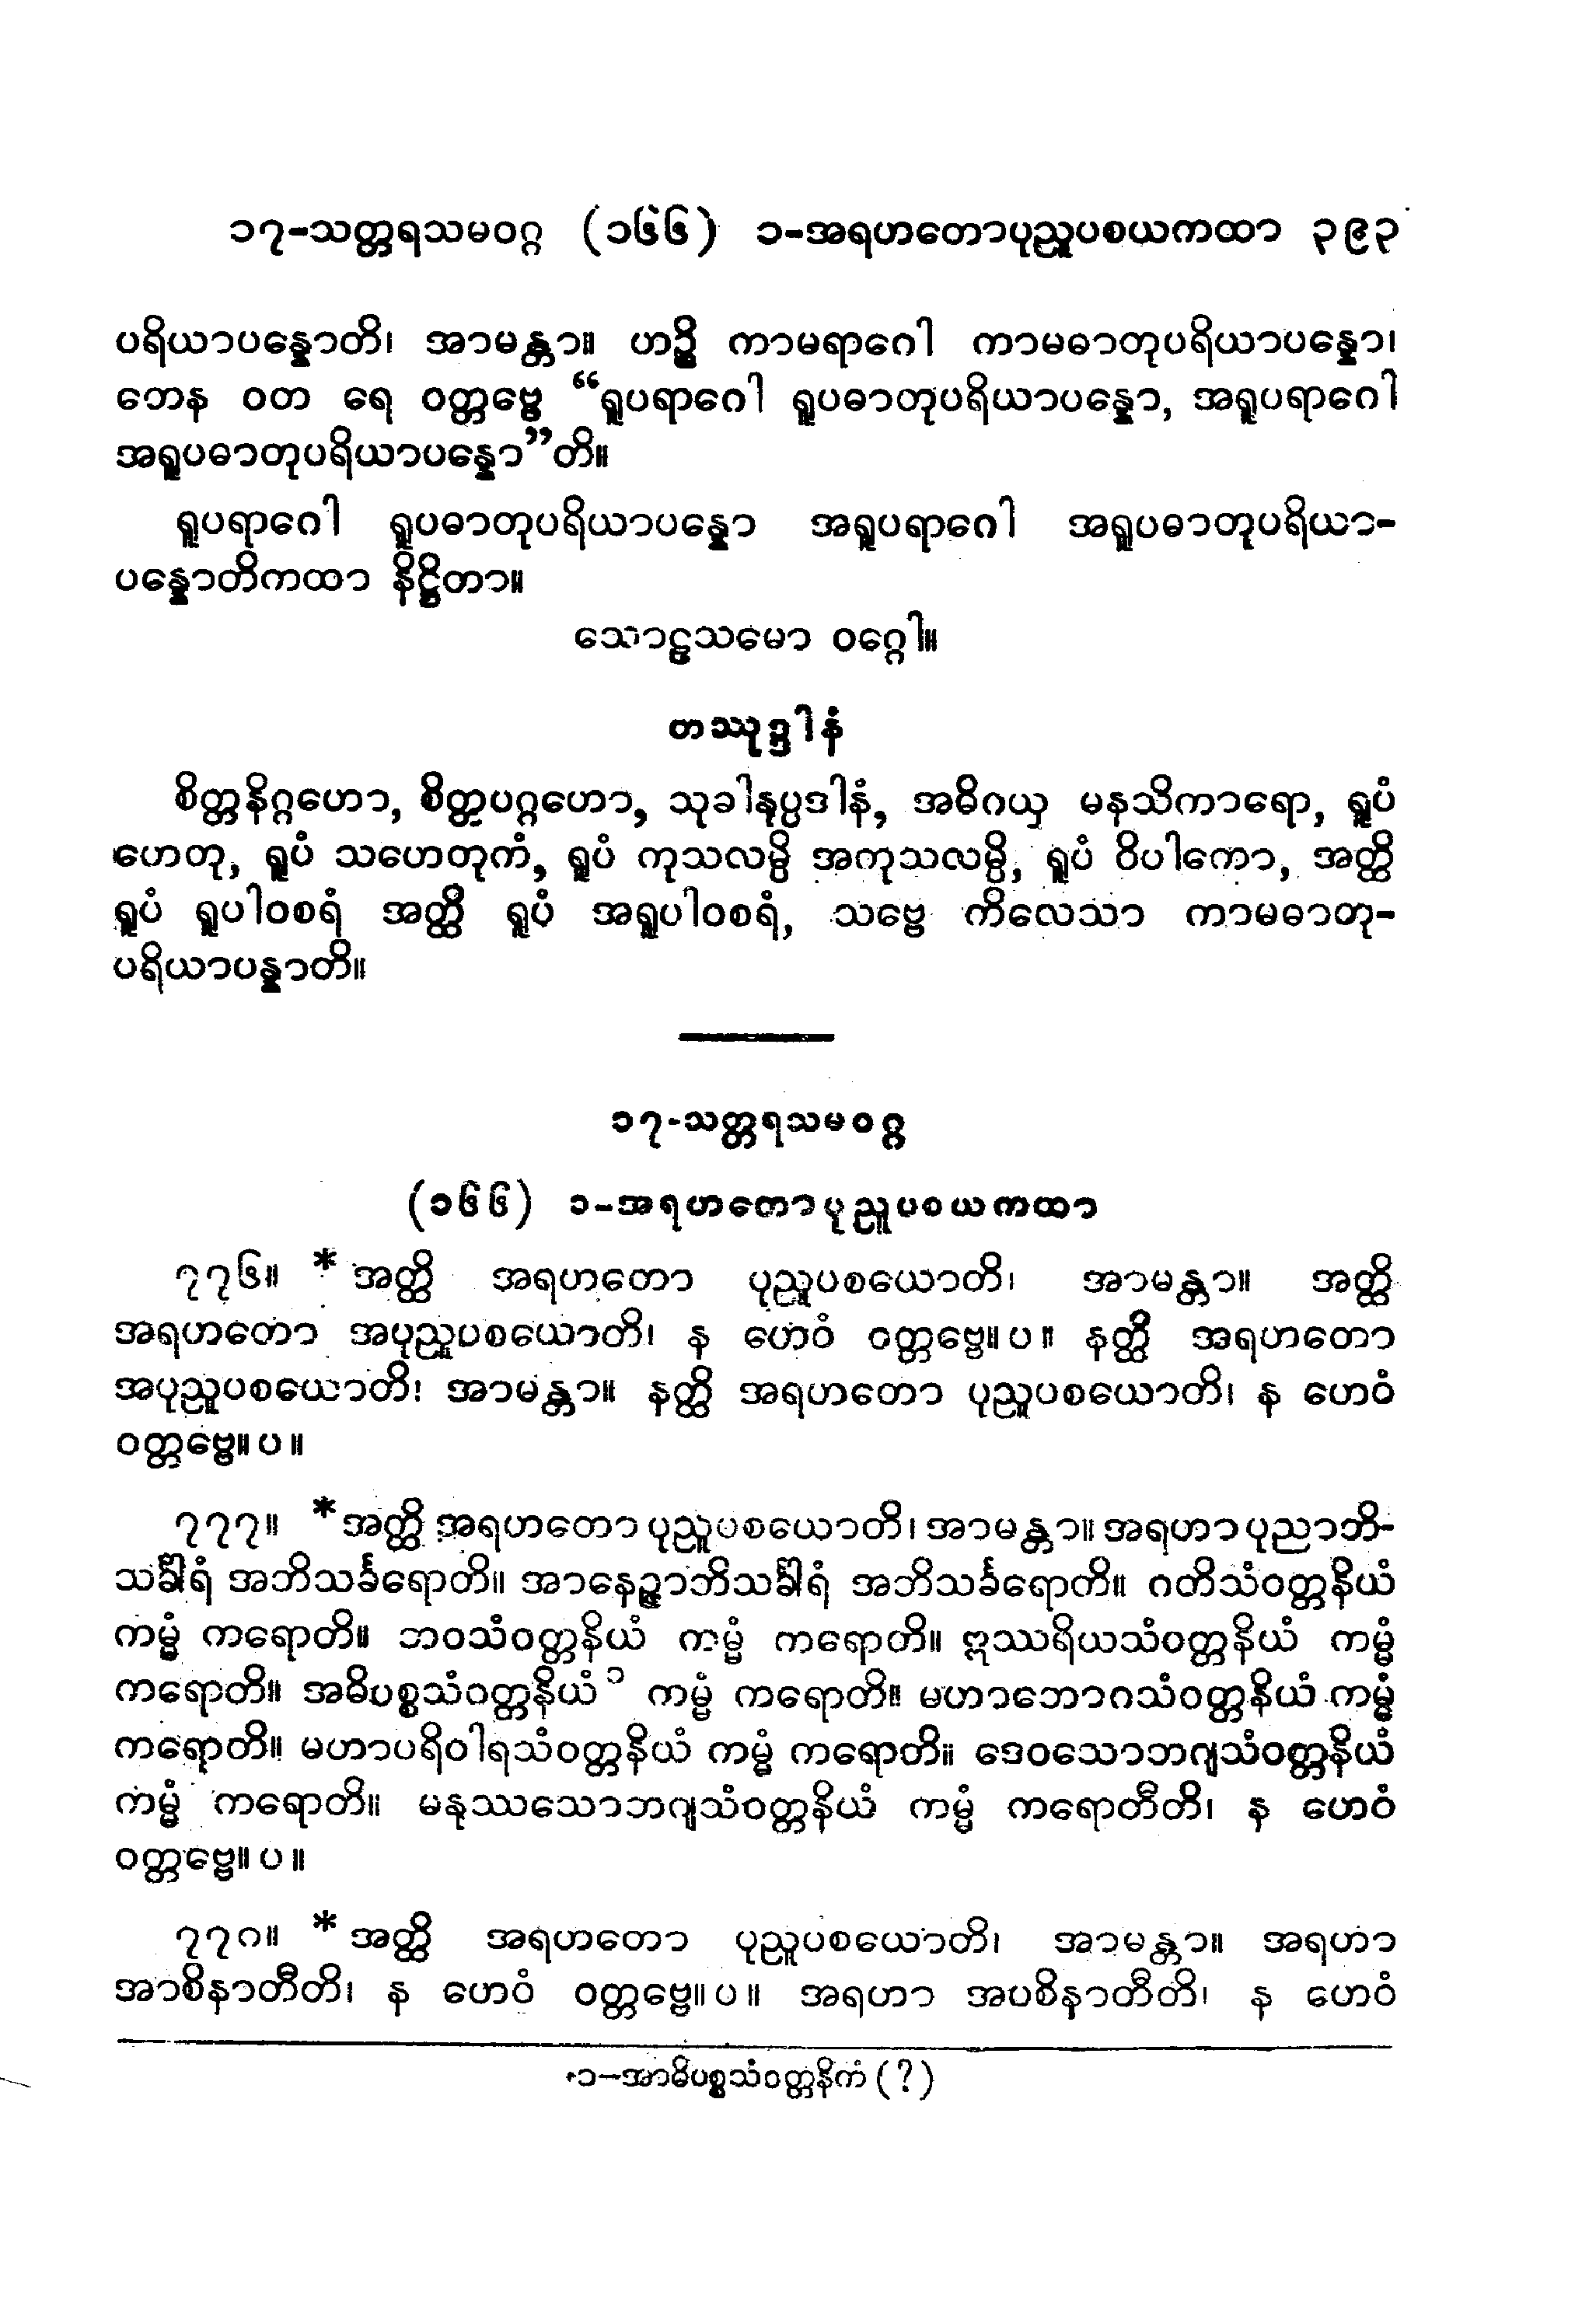 ၁၇-သတ္တရသမဝဂ္ဂ (၁၆၆) ၁-အရဟတောပုညူပစယကထာ ၃၉၃
ပရိယာပန္နောတိ၊ အာမန္တာ။ ဟဉ္စိ ကာမရာဂေါ ကာမဓာတုပရိယာပန္နော၊
တေန ဝတ ရေ ဝတ္တဗ္ဗေ “ရူပရာဂေါ ရူပဓာတုပရိယာပန္နော, အရူပရာဂေါ
အရူပဓာတုပရိယာပန္နော”တိ။
ရူပရာဂေါ ရူပဓာတုပရိယာပန္နော အရူပရာဂေါ အရူပဓာတုပရိယာ-
ပန္နောတိကထာ နိဋ္ဌိတာ။
သောဠသမော ဝဂ္ဂေါ။
တဿုဒ္ဒါနံ
စိတ္တနိဂ္ဂဟော, စိတ္တပဂ္ဂဟော, သုခါနုပ္ပဒါနံ, အဓိဂယှ မနသိကာရော, ရူပံ
ဟေတု, ရူပံ သဟေတုကံ, ရူပံ ကုသလမ္ပိ အကုသလမ္ပိ, ရူပံ ဝိပါကော, အတ္ထိ
ရူပံ ရူပါဝစရံ အတ္ထိ ရူပံ အရူပါဝစရံ, သဗ္ဗေ ကိလေသာ ကာမဓာတု-
ပရိယာပန္နာတိ။
၁၇-သတ္တရသမဝဂ္ဂ
(၁၆၆) ၁-အရဟတောပုညူပစယကထာ
၇၇၆။ * အတ္ထိ အရဟတော ပုညူပစယောတိ၊ အာမန္တာ။ အတ္ထိ
အရဟတော အပုညူပစယောတိ၊ န ဟေဝံ ဝတ္တဗ္ဗေ။ပ။ နတ္ထိ အရဟတော
အပုညူပစယောတိ၊ အာမန္တာ။ နတ္ထိ အရဟတော ပုညူပစယောတိ၊ န ဟေဝံ
ဝတ္တဗ္ဗေ။ပ။
၇၇၇။ * အတ္ထိ အရဟတော ပုညူပစယောတိ၊ အာမန္တာ။ အရဟာ ပုညာဘိ-
သင်္ခါရံ အဘိသင်္ခရောတိ။ အာနေဉ္ဇာဘိသင်္ခါရံ အဘိသင်္ခရောတိ။ ဂတိသံဝတ္တနိယံ
ကမ္မံ ကရောတိ။ ဘဝသံဝတ္တနိယံ ကမ္မံ ကရောတိ။ ဣဿရိယသံဝတ္တနိယံ ကမ္မံ
ကရောတိ။ အဓိပစ္စသံဝတ္တနိယံ ၁ ကမ္မံ ကရောတိ။ မဟာဘောဂသံဝတ္တနိယံ ကမ္မံ
ကရောတိ။ မဟာပရိဝါရသံဝတ္တနိယံ ကမ္မံ ကရောတိ။ ဒေဝသောဘဂျသံဝတ္တနိယံ
ကမ္မံ ကရောတိ။ မနုဿသောဘဂျသံဝတ္တနိယံ ကမ္မံ ကရောတီတိ၊ န ဟေဝံ
ဝတ္တဗ္ဗေ။ပ။
၇၇၈။ * အတ္ထိ အရဟတော ပုညူပစယောတိ၊ အာမန္တာ။ အရဟာ
အာစိနာတီတိ၊ န ဟေဝံ ဝတ္တဗ္ဗေ။ပ။ အရဟာ အပစိနာတီတိ၊ န ဟေဝံ
၁-အာဓိပစ္စသံဝတ္တနိကံ (?)